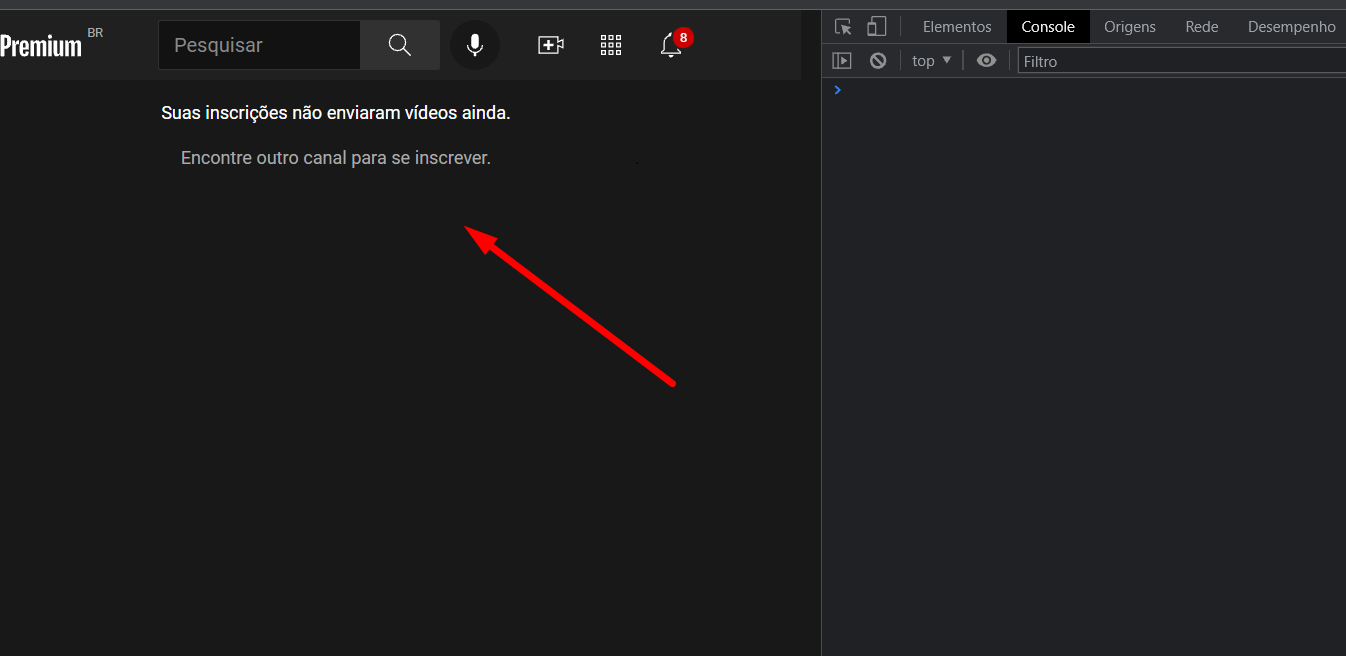 Premium BR
Pesquisar
8
Suas inscrições não enviaram vídeos ainda.
Encontre outro canal para se inscrever.
Elementos Console Origens Rede Desempenho
top Filtro